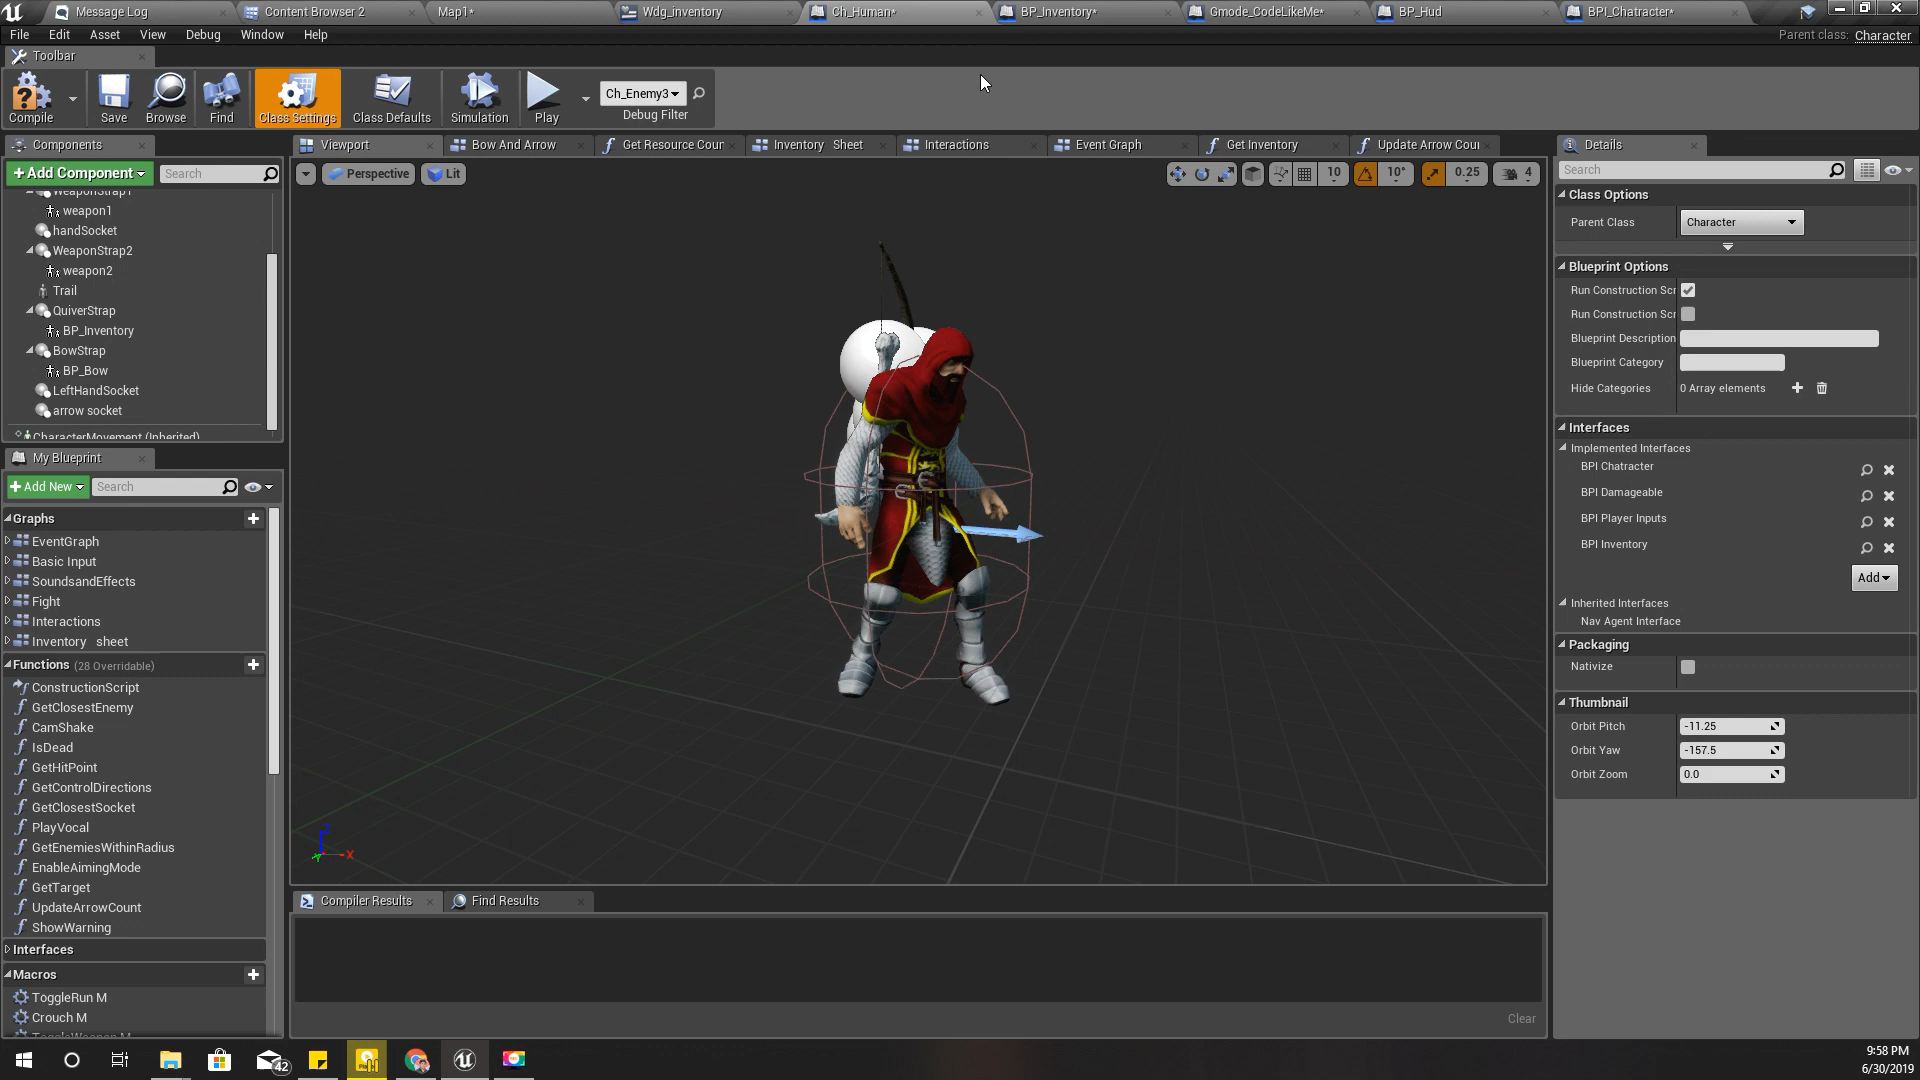 Message Log
Content Browser 2
Map1*
Wdg_inventory
Ch_Human*
BP_Inventory*
Gmode_CodeLikeMe*
BP_Hud
BPI_Chatracter*
File Edit Asset View Debug Window Help
Parent class: Character
Toolbar
Compile
Save
Browse
Find
Class Settings
Class Defaults
Simulation
Play
Ch_Enemy3
Debug Filter
Components
Viewport
Bow And Arrow
Get Resource Coun
Inventory Sheet
Interactions
Event Graph
Get Inventory
Update Arrow Cou
Details
+Add Component
Search
Perspective
Lit
10
10°
0.25
4
Search
WeaponStrap1
weapon1
handSocket
WeaponStrap2
weapon2
Trail
QuiverStrap
BP_Inventory
BowStrap
BP_Bow
LeftHandSocket
arrow socket
CharacterMovement (Inherited)
My Blueprint
+Add New
Search
Graphs
EventGraph
Basic Input
SoundsandEffects
Fight
Interactions
Inventory sheet
Functions (28 Overridable)
ConstructionScript
GetClosestEnemy
CamShake
IsDead
GetHitPoint
GetControlDirections
GetClosestSocket
PlayVocal
GetEnemiesWithinRadius
EnableAimingMode
GetTarget
UpdateArrowCount
ShowWarning
Interfaces
Macros
ToggleRun M
Crouch M
ToggleWeapon M
Z
X
Compiler Results
Find Results
Clear
Class Options
Parent Class
Character
Blueprint Options
Run Construction Scr
Run Construction Scr
Blueprint Description
Blueprint Category
Hide Categories
0 Array elements
Interfaces
Implemented Interfaces
BPI Chatracter
BPI Damageable
BPI Player Inputs
BPI Inventory
Add
Inherited Interfaces
Nav Agent Interface
Packaging
Nativize
Thumbnail
Orbit Pitch
-11.25
Orbit Yaw
-157.5
Orbit Zoom
0.0
42
9:58 PM
6/30/2019